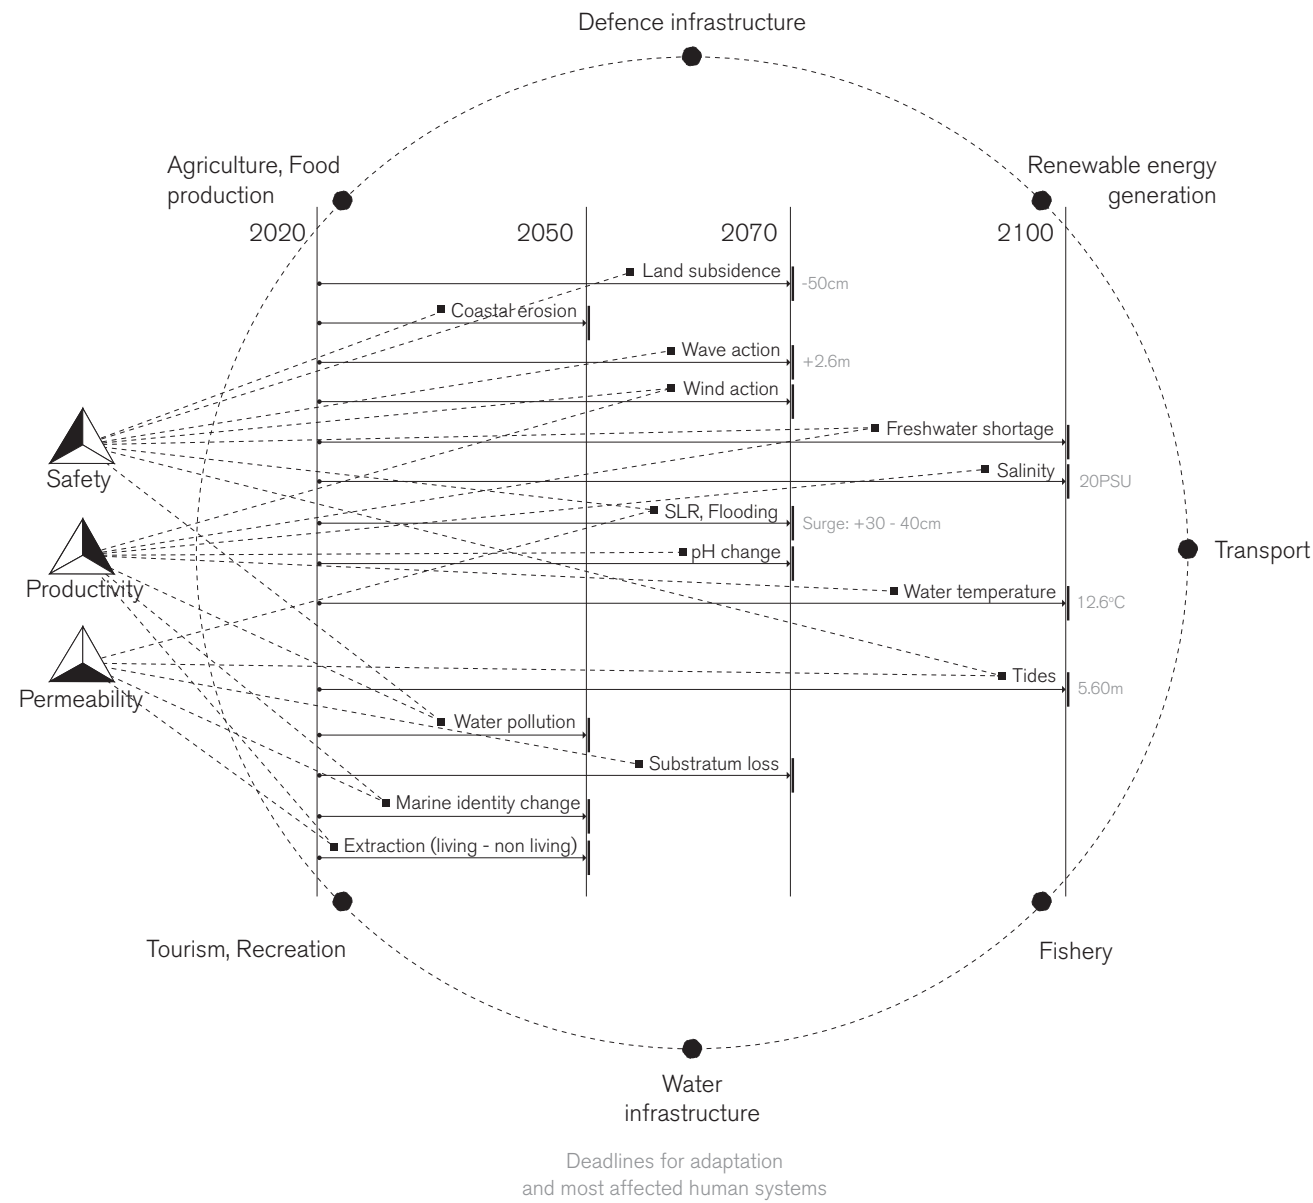 Defence infrastructure
Agriculture, Food
production
Renewable energy
generation
2020
2050
2070
2100
Land subsidence
-50cm
Coastal erosion
Wave action
+2.6m
Wind action
Freshwater shortage
Safety
Salinity
20PSU
SLR, Flooding
Surge: +30 - 40cm
pH change
Transport
Productivity
Water temperature
12.6°C
Tides
5.60m
Permeability
Water pollution
Substratum loss
Marine identity change
Extraction (living - non living)
Tourism, Recreation
Fishery
Water
infrastructure
Deadlines for adaptation
and most affected human systems